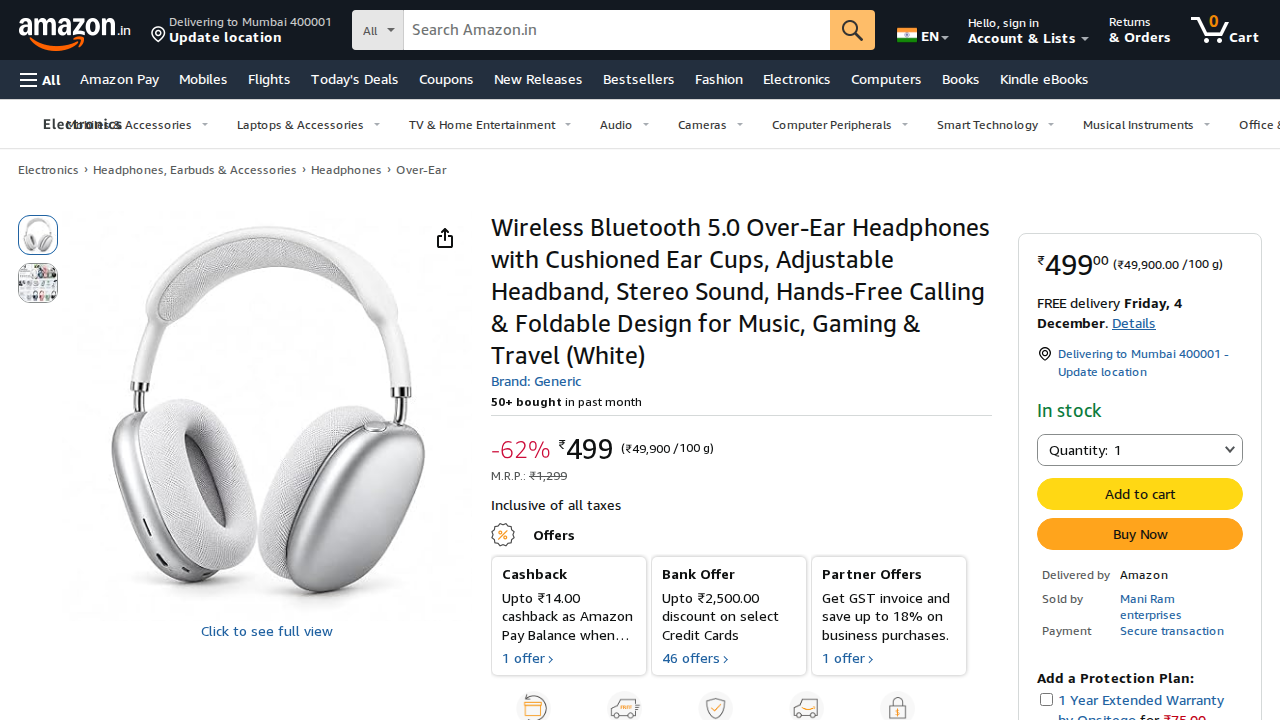 amazon.in
Delivering to Mumbai 400001
Update location
All
Search Amazon.in
EN
Hello, sign in
Account & Lists
Returns
& Orders
0
Cart
All
Amazon Pay
Mobiles
Flights
Today's Deals
Coupons
New Releases
Bestsellers
Fashion
Electronics
Computers
Books
Kindle eBooks
Electronics
Mobiles & Accessories
Laptops & Accessories
TV & Home Entertainment
Audio
Cameras
Computer Peripherals
Smart Technology
Musical Instruments
Office &
Electronics › Headphones, Earbuds & Accessories › Headphones › Over-Ear
Click to see full view
Wireless Bluetooth 5.0 Over-Ear Headphones
with Cushioned Ear Cups, Adjustable
Headband, Stereo Sound, Hands-Free Calling
& Foldable Design for Music, Gaming &
Travel (White)
Brand: Generic
50+ bought in past month
-62% ₹499 (₹49,900 /100 g)
M.R.P.: ₹1,299
Inclusive of all taxes
Offers
Cashback
Upto ₹14.00
cashback as Amazon
Pay Balance when…
1 offer ›
Bank Offer
Upto ₹2,500.00
discount on select
Credit Cards
46 offers ›
Partner Offers
Get GST invoice and
save up to 18% on
business purchases.
1 offer ›
FREE
₹49900 (₹49,900.00 /100 g)
FREE delivery Friday, 4
December. Details
Delivering to Mumbai 400001 -
Update location
In stock
Quantity: 1
Add to cart
Buy Now
Delivered by Amazon
Sold by Mani Ram
enterprises
Payment Secure transaction
Add a Protection Plan:
1 Year Extended Warranty
by Onsitego for ₹75.00